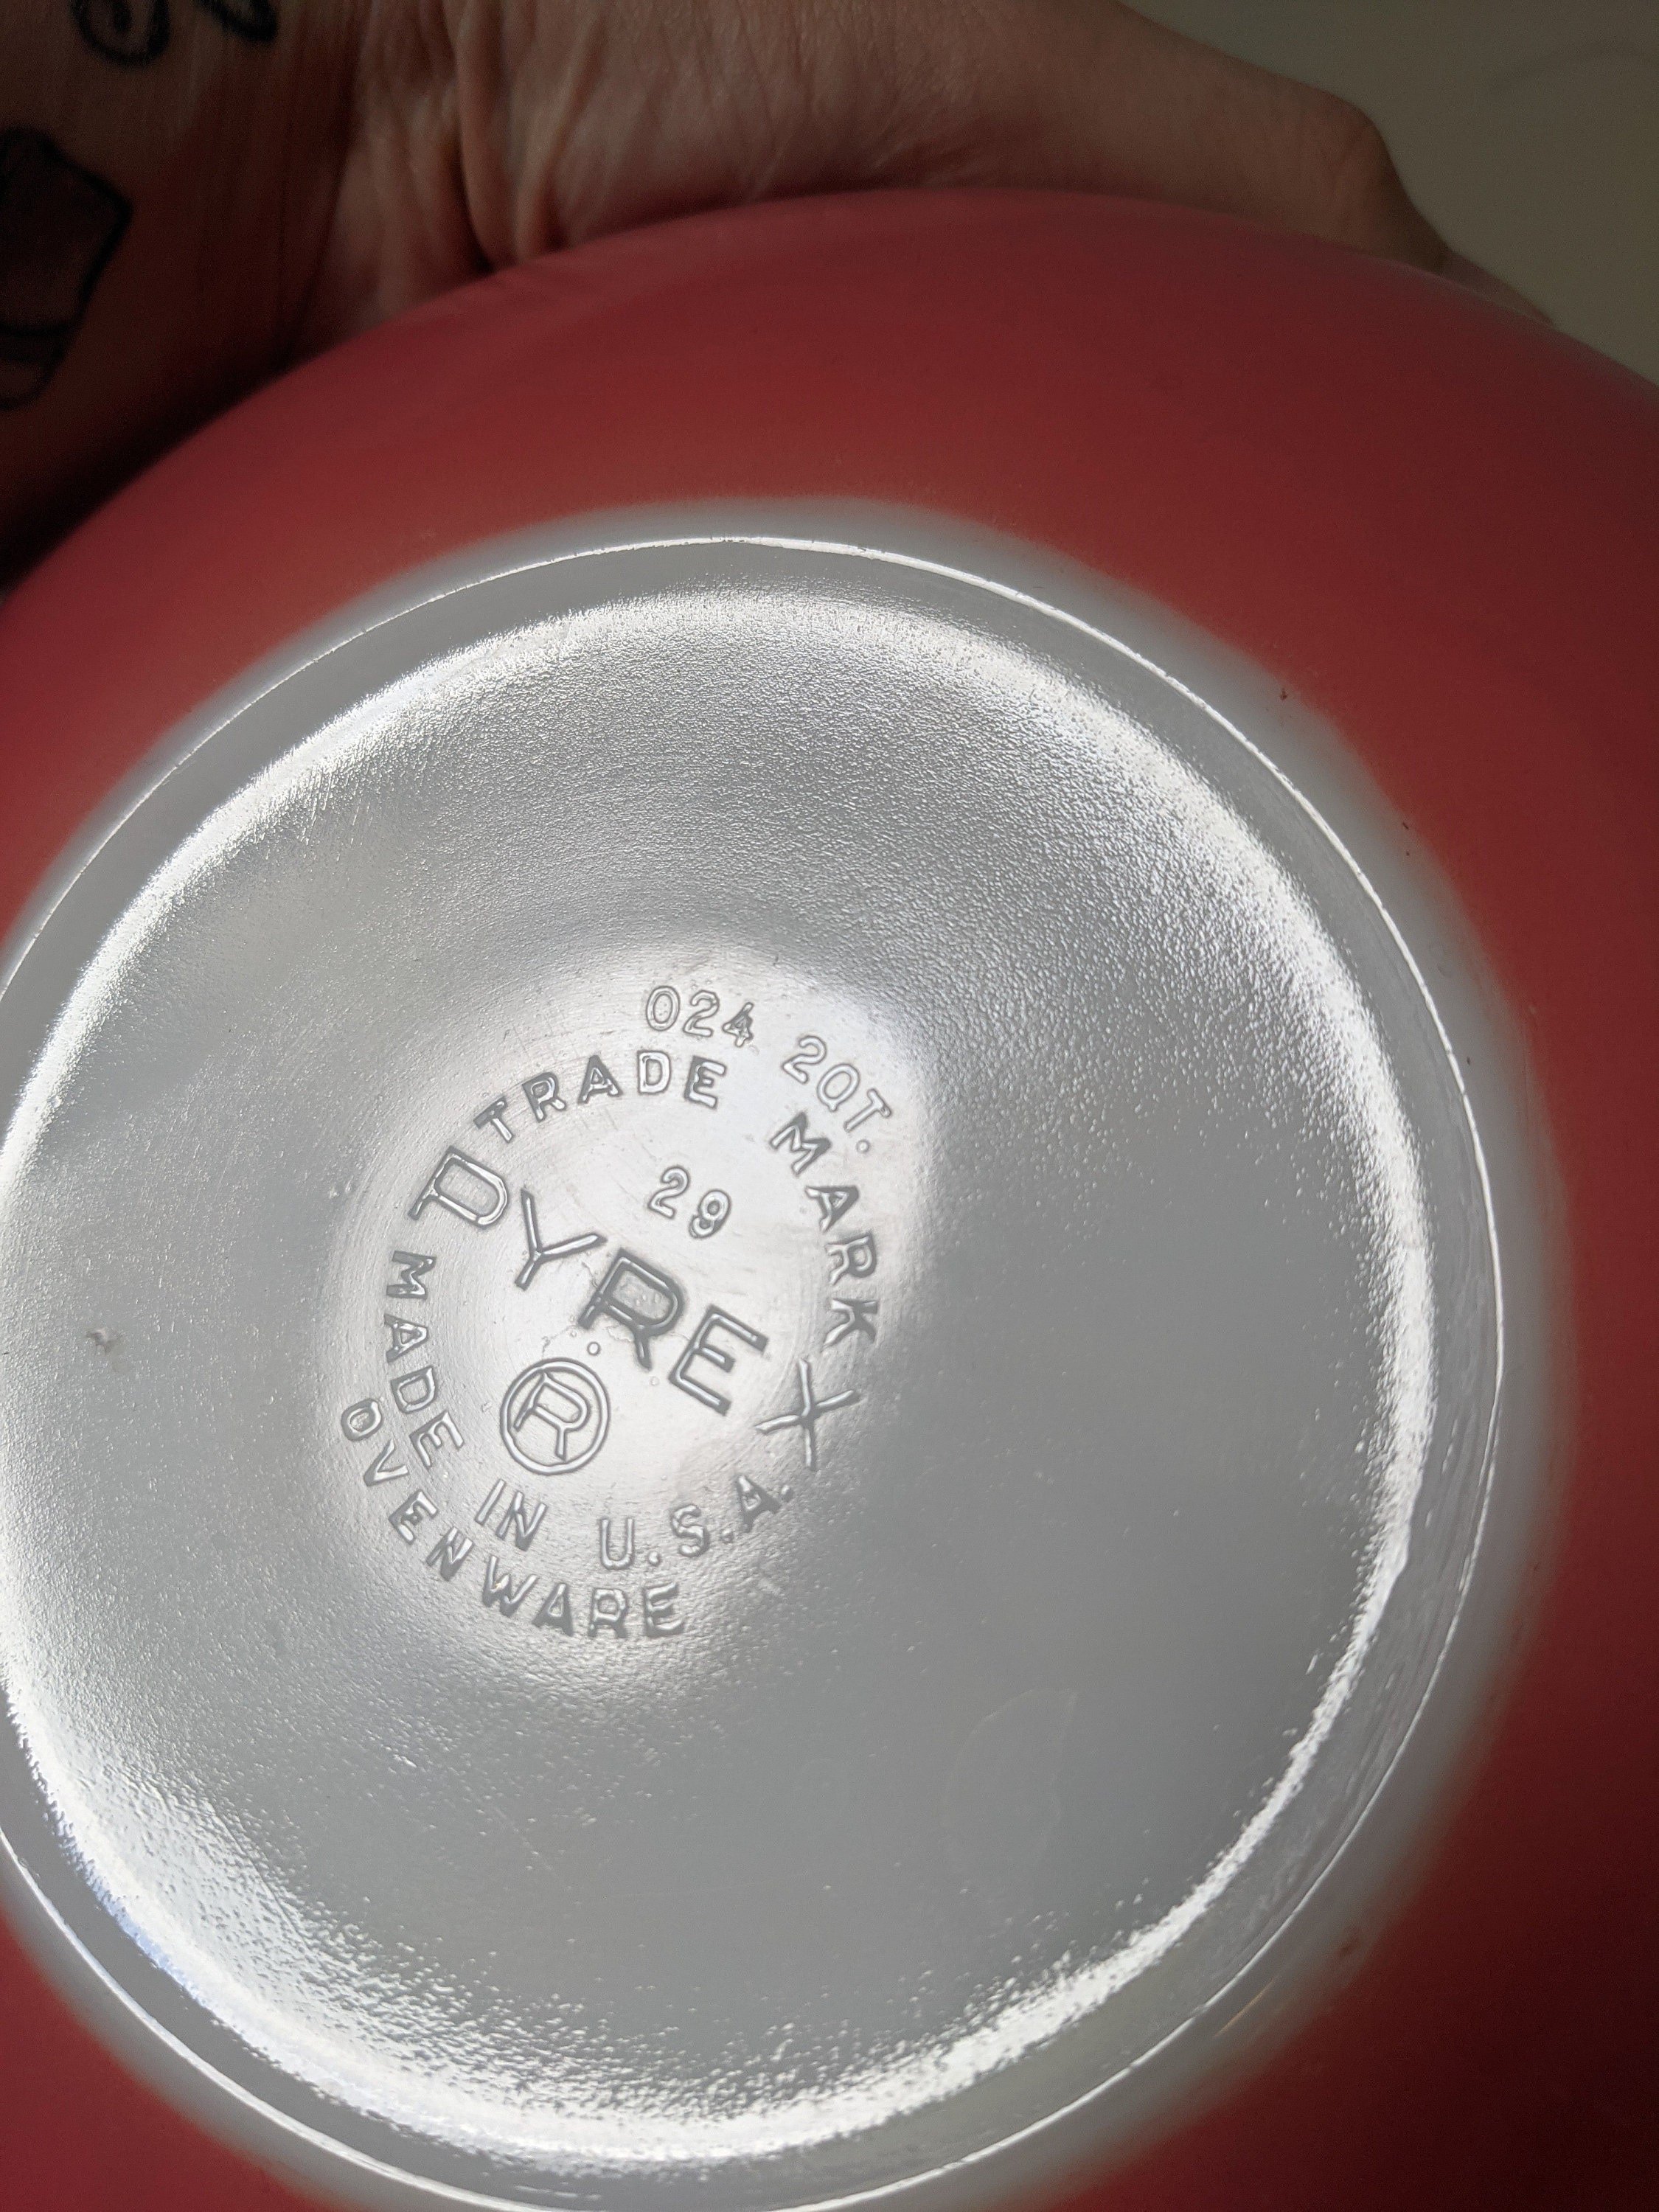 024 2QT.
TRADE MARK
29
PYREX
®
MADE IN U.S.A.
OVENWARE